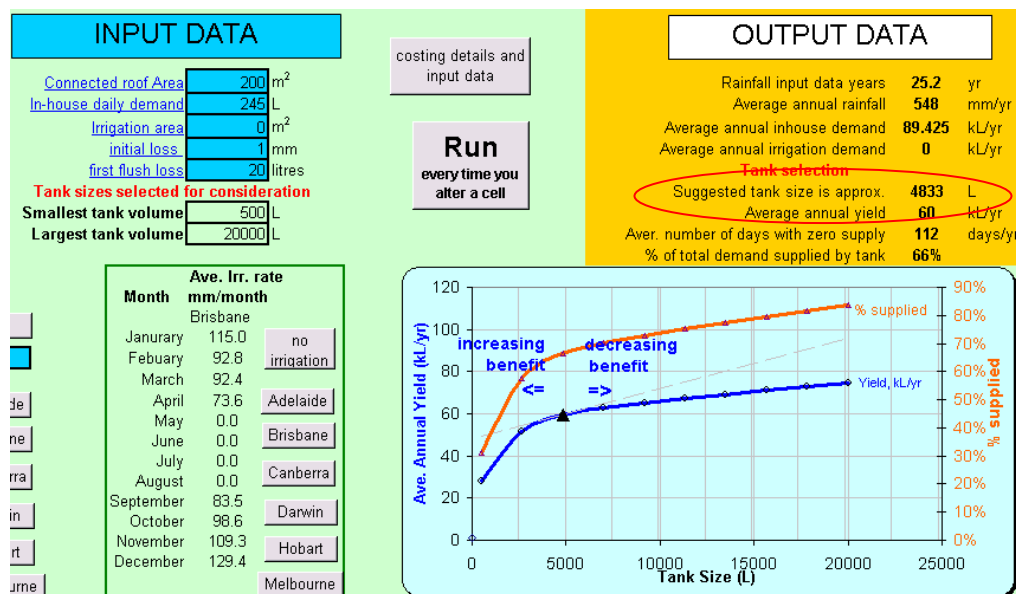 INPUT DATA
Connected roof Area 200 m²
In-house daily demand 245 L
Irrigation area 0 m²
initial loss 1 mm
first flush loss 20 litres
Tank sizes selected for consideration
Smallest tank volume 500 L
Largest tank volume 20000 L
costing details and
input data
Run
every time you
alter a cell
OUTPUT DATA
Rainfall input data years 25.2 yr
Average annual rainfall 548 mm/yr
Average annual inhouse demand 89.425 kL/yr
Average annual irrigation demand 0 kL/yr
Tank selection
Suggested tank size is approx. 4833 L
Average annual yield 60 kL/yr
Aver. number of days with zero supply 112 days/yr
% of total demand supplied by tank 66%
de
ne
rra
in
rt
urne
Ave. Irr. rate
Month mm/month
Brisbane
Janurary 115.0
Febuary 92.8
March 92.4
April 73.6
May 0.0
June 0.0
July 0.0
August 0.0
September 83.5
October 98.6
November 109.3
December 129.4
no
irrigation
Adelaide
Brisbane
Canberra
Darwin
Hobart
Melbourne
Ave. Annual Yield (kL/yr)
120
100
80
60
40
20
0
increasing
benefit
<=
decreasing
benefit
=>
% supplied
Yield, kL/yr
90%
80%
70%
60%
50%
40%
30%
20%
10%
0%
% supplied
0 5000 10000 15000 20000 25000
Tank Size (L)